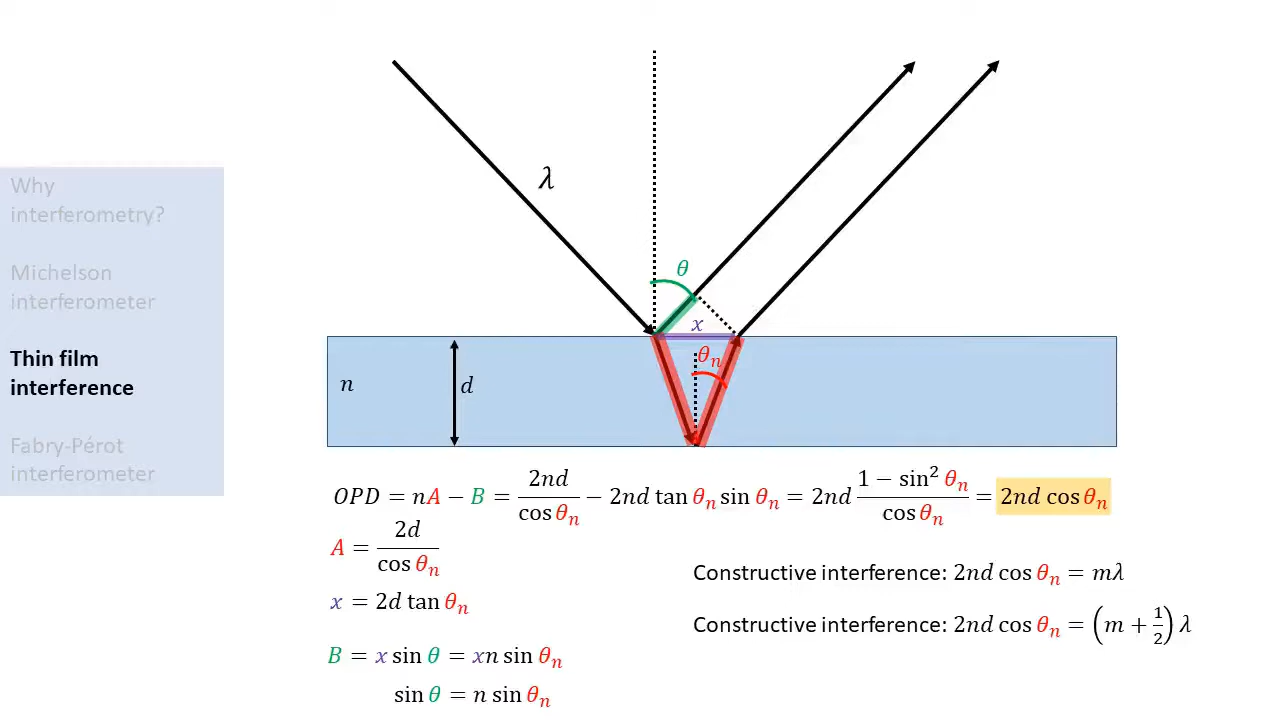 Why
interferometry?
Michelson
interferometer
Thin film
interference
Fabry-Pérot
interferometer
λ
θ
x
θₙ
n
d
OPD = nA − B = 2nd / cos θₙ − 2nd tan θₙ sin θₙ = 2nd (1 − sin² θₙ) / cos θₙ = 2nd cos θₙ
A = 2d / cos θₙ
x = 2d tan θₙ
B = x sin θ = xn sin θₙ
sin θ = n sin θₙ
Constructive interference: 2nd cos θₙ = mλ
Constructive interference: 2nd cos θₙ = (m + 1/2) λ